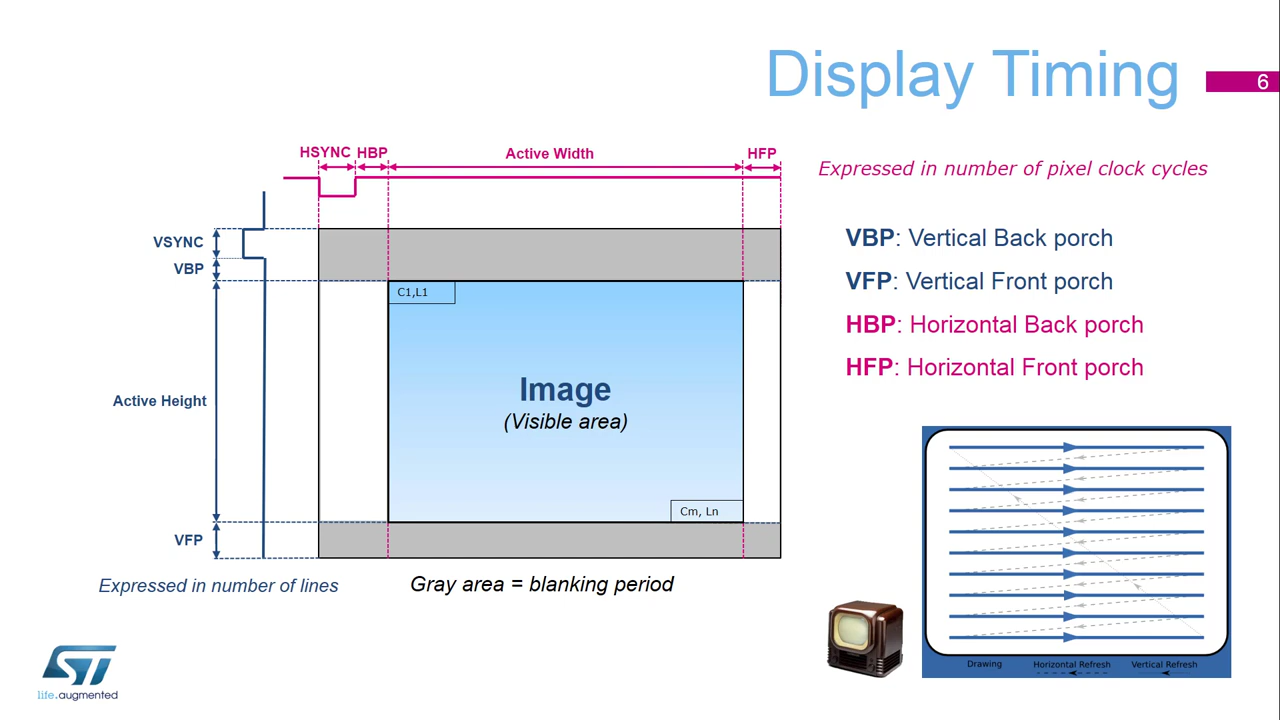 Display Timing
6
HSYNC HBP Active Width HFP
Expressed in number of pixel clock cycles
VSYNC
VBP
VBP: Vertical Back porch
VFP: Vertical Front porch
HBP: Horizontal Back porch
HFP: Horizontal Front porch
C1,L1
Image
(Visible area)
Active Height
Cm, Ln
VFP
Expressed in number of lines
Gray area = blanking period
Drawing Horizontal Refresh Vertical Refresh
ST
life.augmented